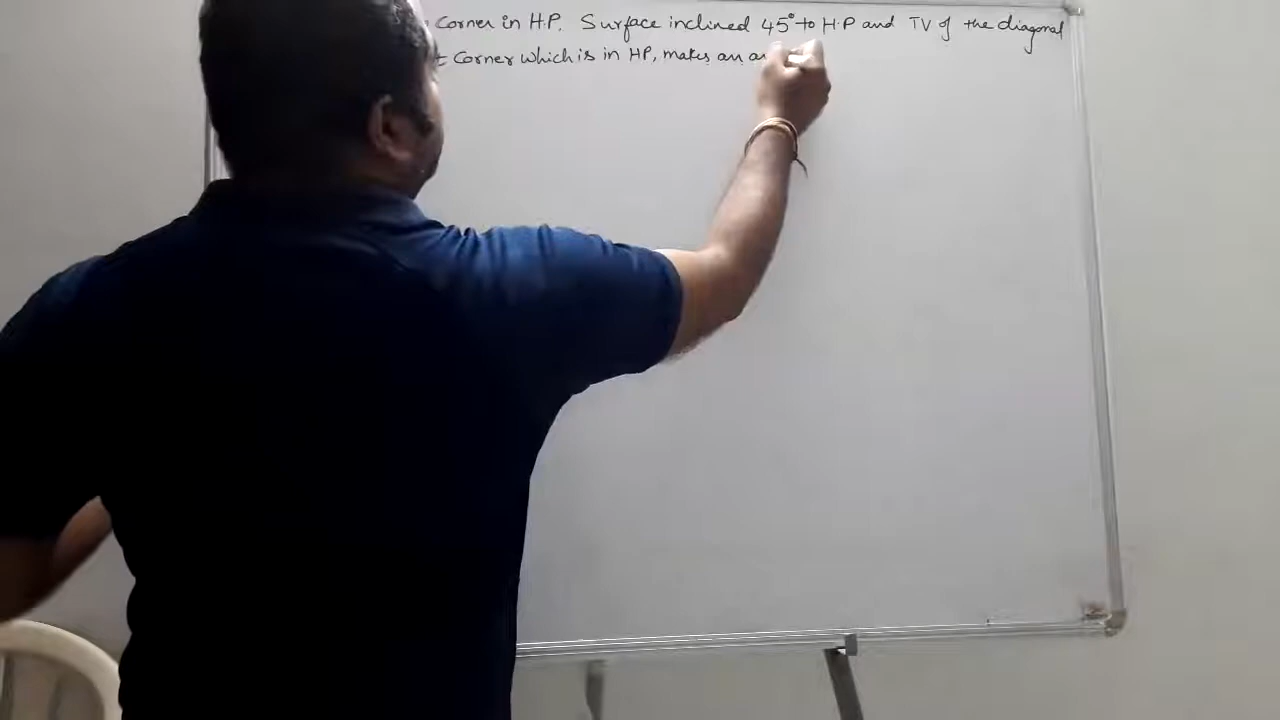 Corner in H.P. Surface inclined 45° to H.P and TV of the diagonal
Corner which is in HP, makes an